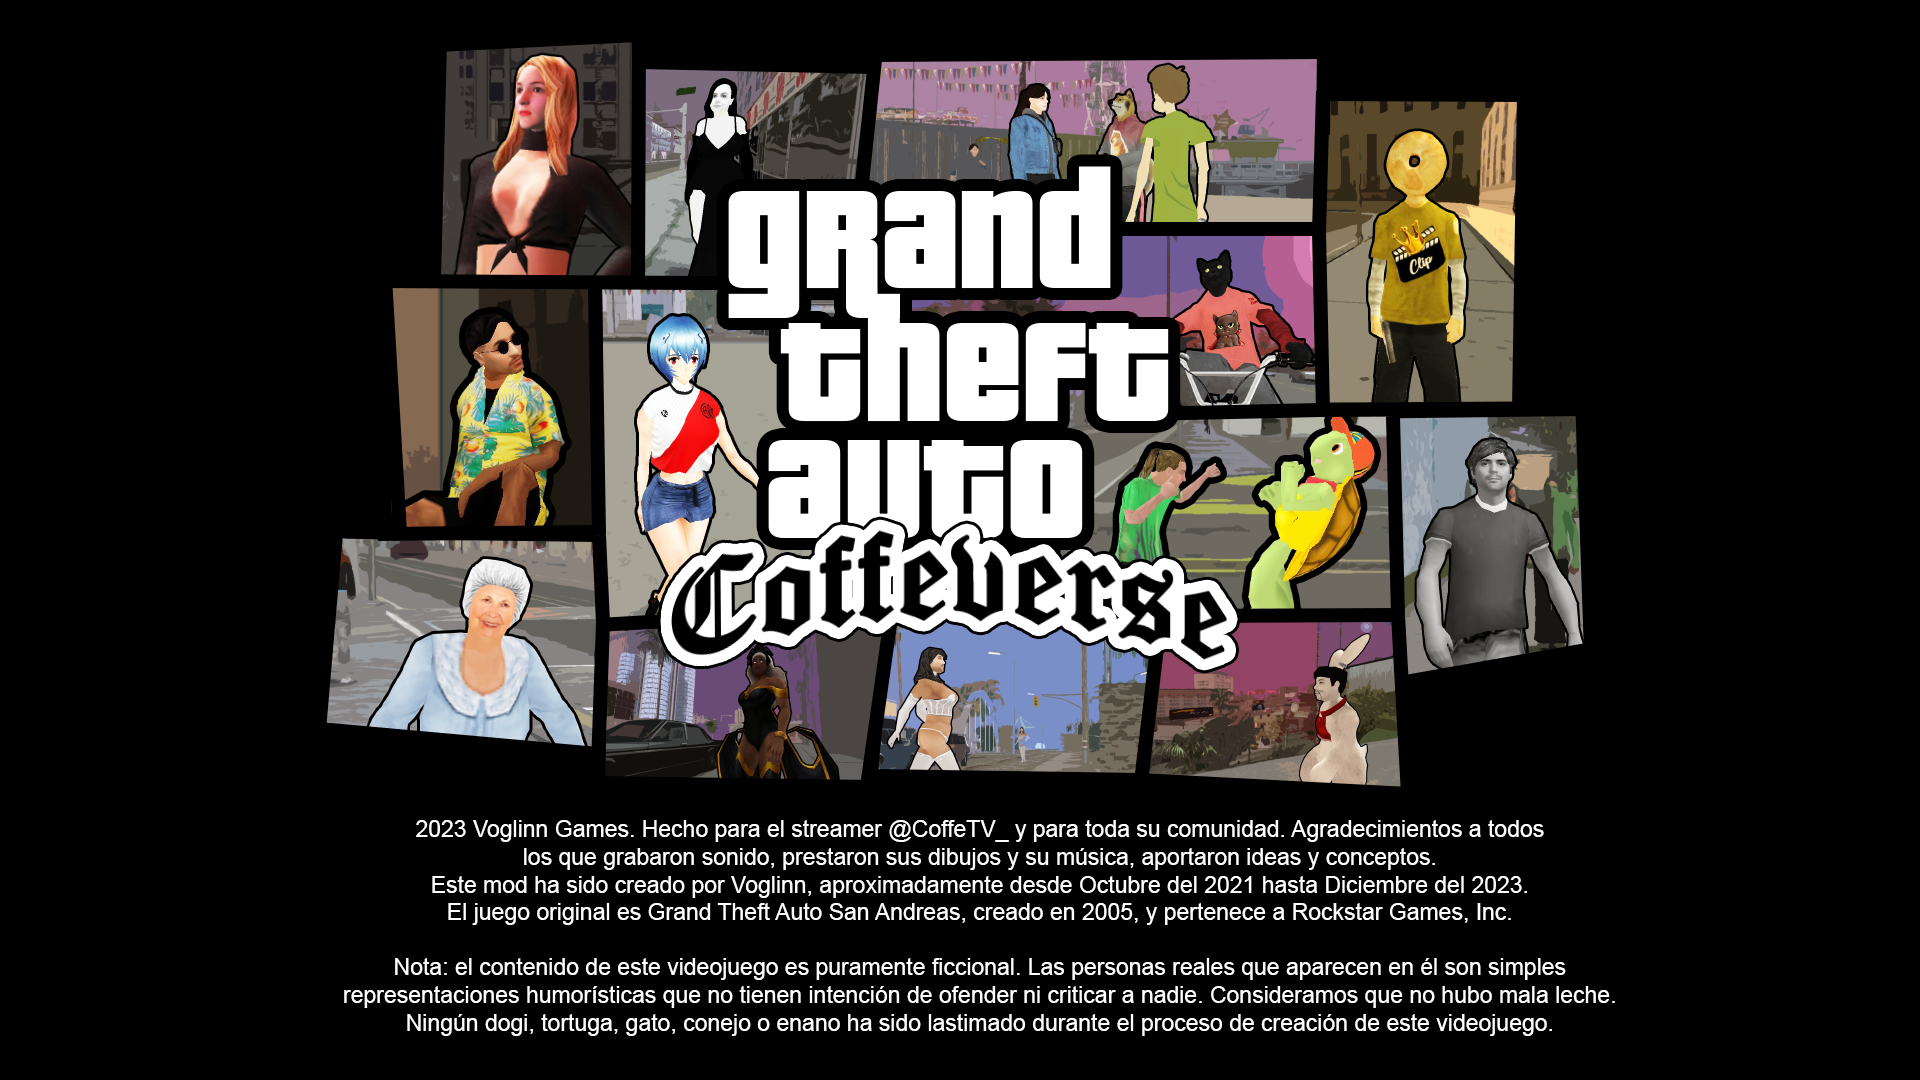 grand
theft
auto
Coffeverse
Clip
2023 Voglinn Games. Hecho para el streamer @CoffeTV_ y para toda su comunidad. Agradecimientos a todos
los que grabaron sonido, prestaron sus dibujos y su música, aportaron ideas y conceptos.
Este mod ha sido creado por Voglinn, aproximadamente desde Octubre del 2021 hasta Diciembre del 2023.
El juego original es Grand Theft Auto San Andreas, creado en 2005, y pertenece a Rockstar Games, Inc.
Nota: el contenido de este videojuego es puramente ficcional. Las personas reales que aparecen en él son simples
representaciones humorísticas que no tienen intención de ofender ni criticar a nadie. Consideramos que no hubo mala leche.
Ningún dogi, tortuga, gato, conejo o enano ha sido lastimado durante el proceso de creación de este videojuego.